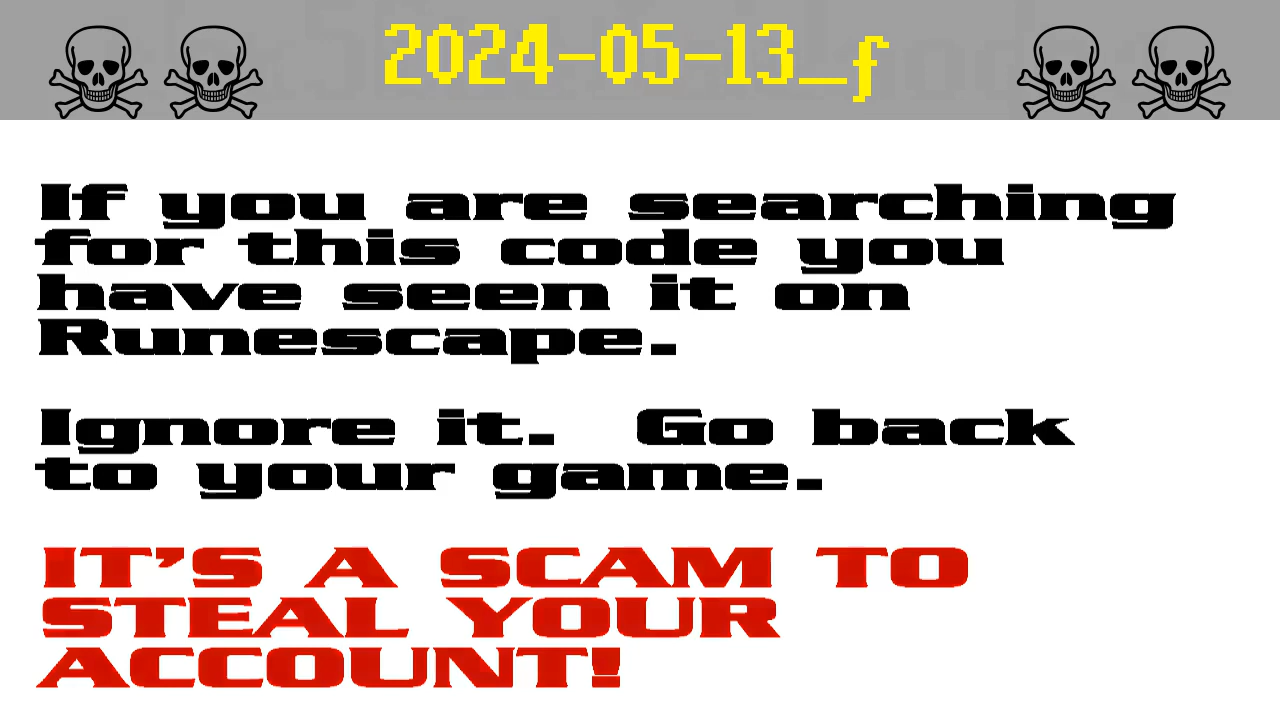 2024-05-13_f
If you are searching
for this code you
have seen it on
Runescape.
Ignore it.  Go back
to your game.
IT'S A SCAM TO
STEAL YOUR
ACCOUNT!